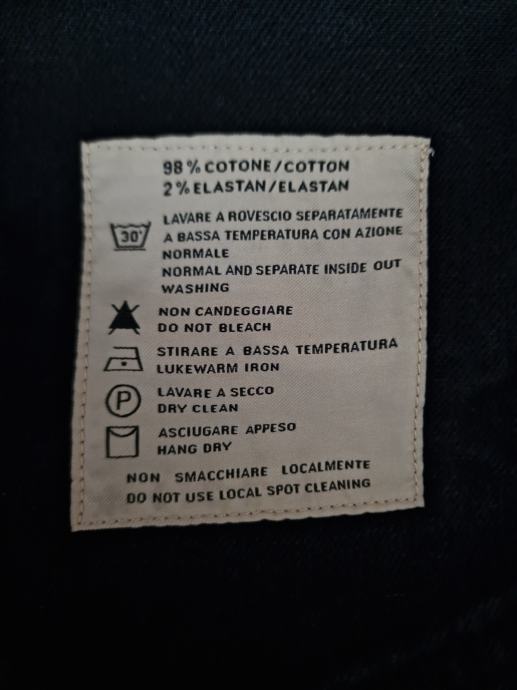 98% COTONE/COTTON
2% ELASTAN/ELASTAN
30°
LAVARE A ROVESCIO SEPARATAMENTE
A BASSA TEMPERATURA CON AZIONE
NORMALE
NORMAL AND SEPARATE INSIDE OUT
WASHING
NON CANDEGGIARE
DO NOT BLEACH
STIRARE A BASSA TEMPERATURA
LUKEWARM IRON
P
LAVARE A SECCO
DRY CLEAN
ASCIUGARE APPESO
HANG DRY
NON SMACCHIARE LOCALMENTE
DO NOT USE LOCAL SPOT CLEANING